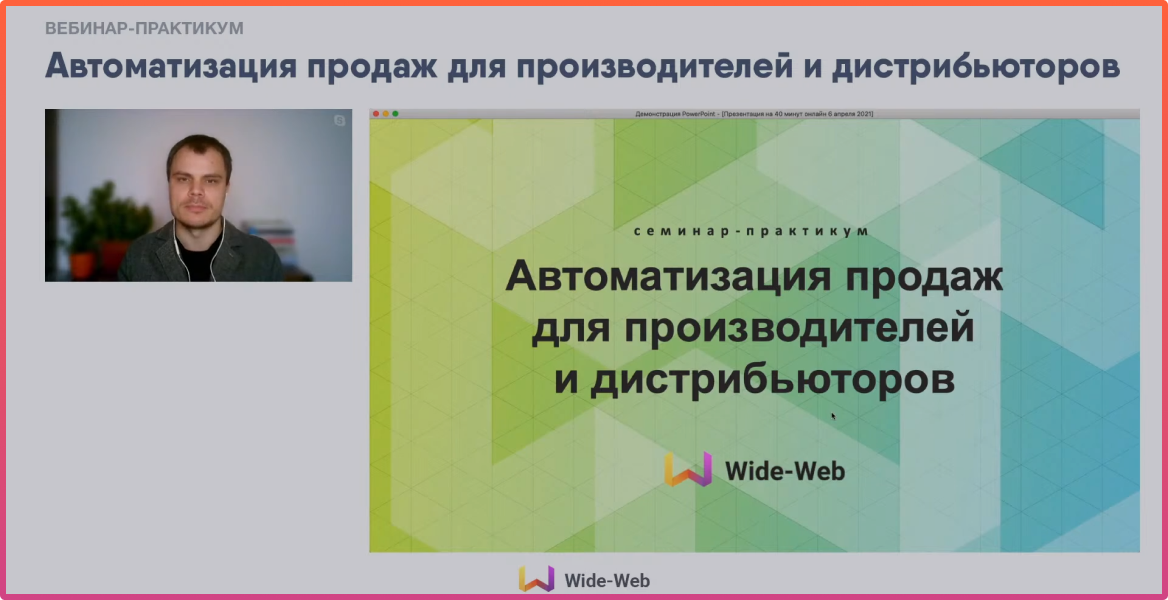 ВЕБИНАР-ПРАКТИКУМ
Автоматизация продаж для производителей и дистрибьюторов
Демонстрация PowerPoint - [Презентация на 40 минут онлайн 6 апреля 2021]
семинар-практикум
Автоматизация продаж
для производителей
и дистрибьюторов
Wide-Web
Wide-Web